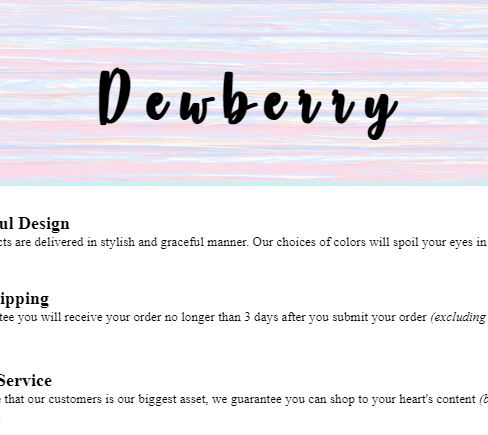 Dewberry
ul Design
cts are delivered in stylish and graceful manner. Our choices of colors will spoil your eyes in
ipping
tee you will receive your order no longer than 3 days after you submit your order (excluding
Service
that our customers is our biggest asset, we guarantee you can shop to your heart's content (b